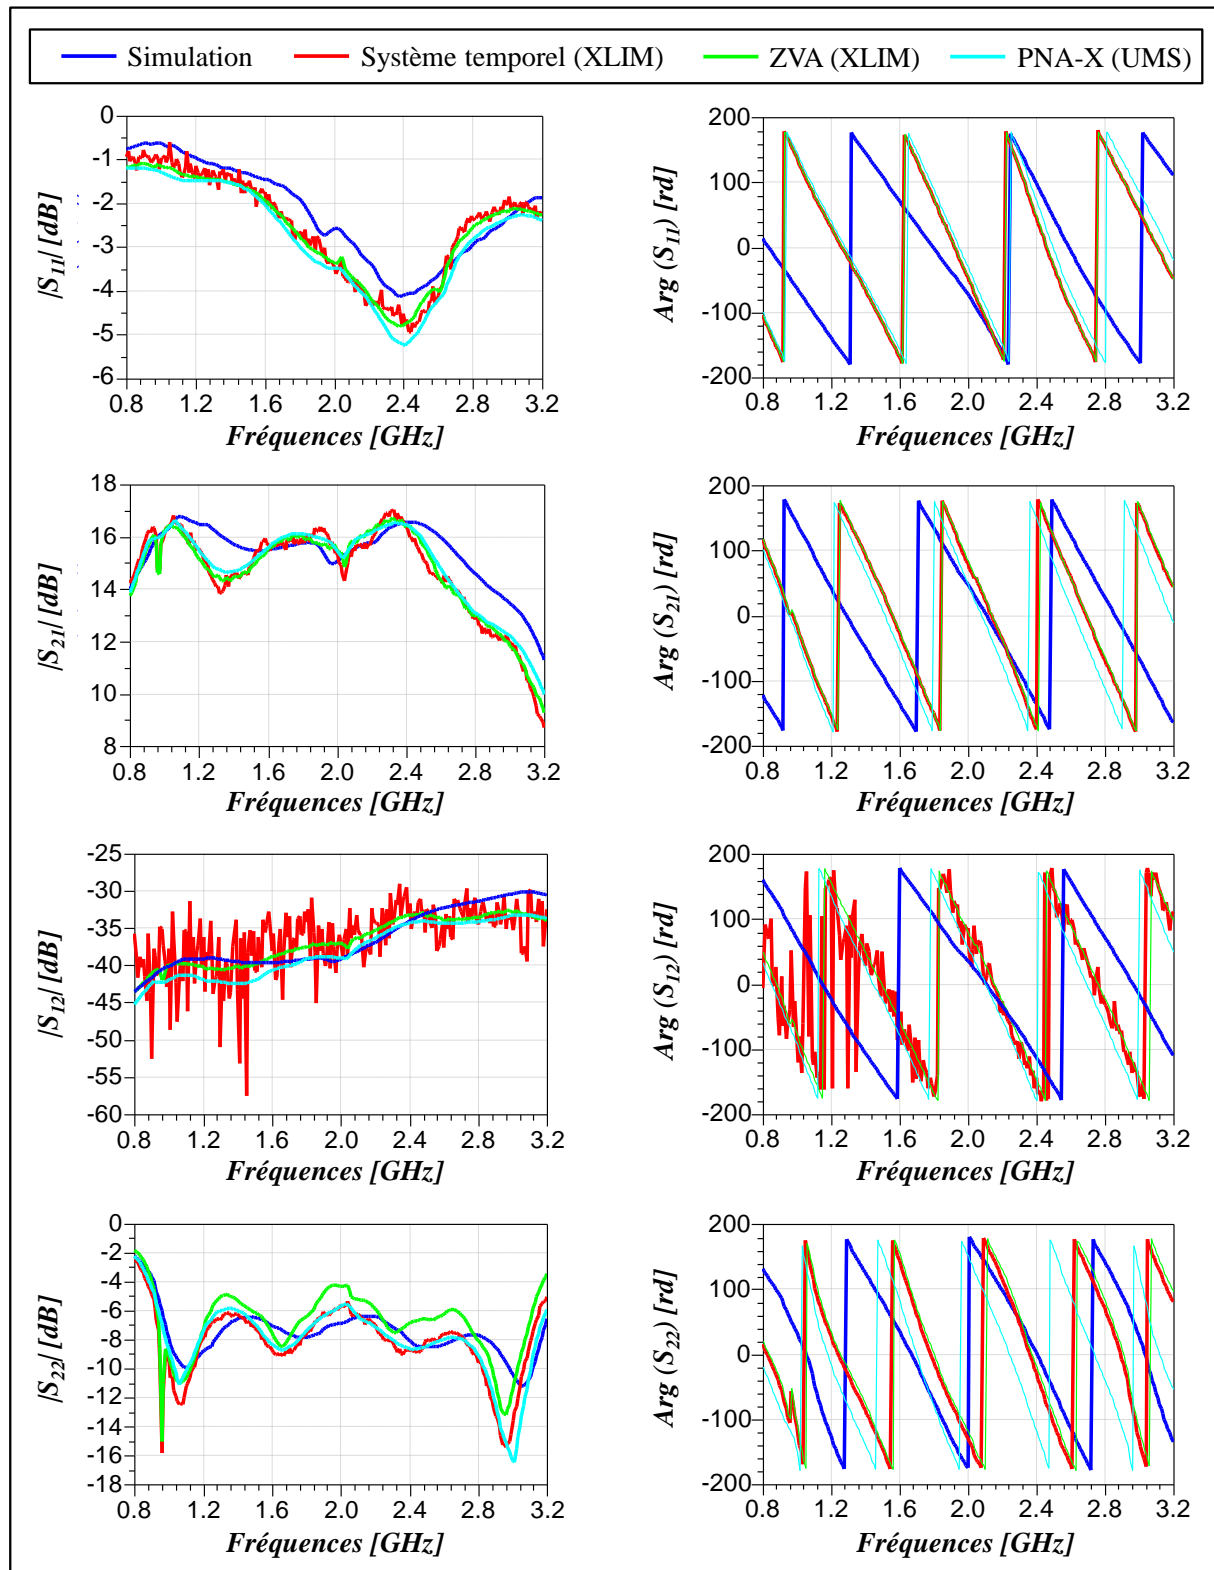 Simulation Système temporel (XLIM) ZVA (XLIM) PNA-X (UMS)
|S11| [dB]
0
-1
-2
-3
-4
-5
-6
0.8 1.2 1.6 2.0 2.4 2.8 3.2
Fréquences [GHz]
Arg (S11) [rd]
200
100
0
-100
-200
0.8 1.2 1.6 2.0 2.4 2.8 3.2
Fréquences [GHz]
|S21| [dB]
18
16
14
12
10
8
0.8 1.2 1.6 2.0 2.4 2.8 3.2
Fréquences [GHz]
Arg (S21) [rd]
200
100
0
-100
-200
0.8 1.2 1.6 2.0 2.4 2.8 3.2
Fréquences [GHz]
|S12| [dB]
-25
-30
-35
-40
-45
-50
-55
-60
0.8 1.2 1.6 2.0 2.4 2.8 3.2
Fréquences [GHz]
Arg (S12) [rd]
200
100
0
-100
-200
0.8 1.2 1.6 2.0 2.4 2.8 3.2
Fréquences [GHz]
|S22| [dB]
0
-2
-4
-6
-8
-10
-12
-14
-16
-18
0.8 1.2 1.6 2.0 2.4 2.8 3.2
Fréquences [GHz]
Arg (S22) [rd]
200
100
0
-100
-200
0.8 1.2 1.6 2.0 2.4 2.8 3.2
Fréquences [GHz]